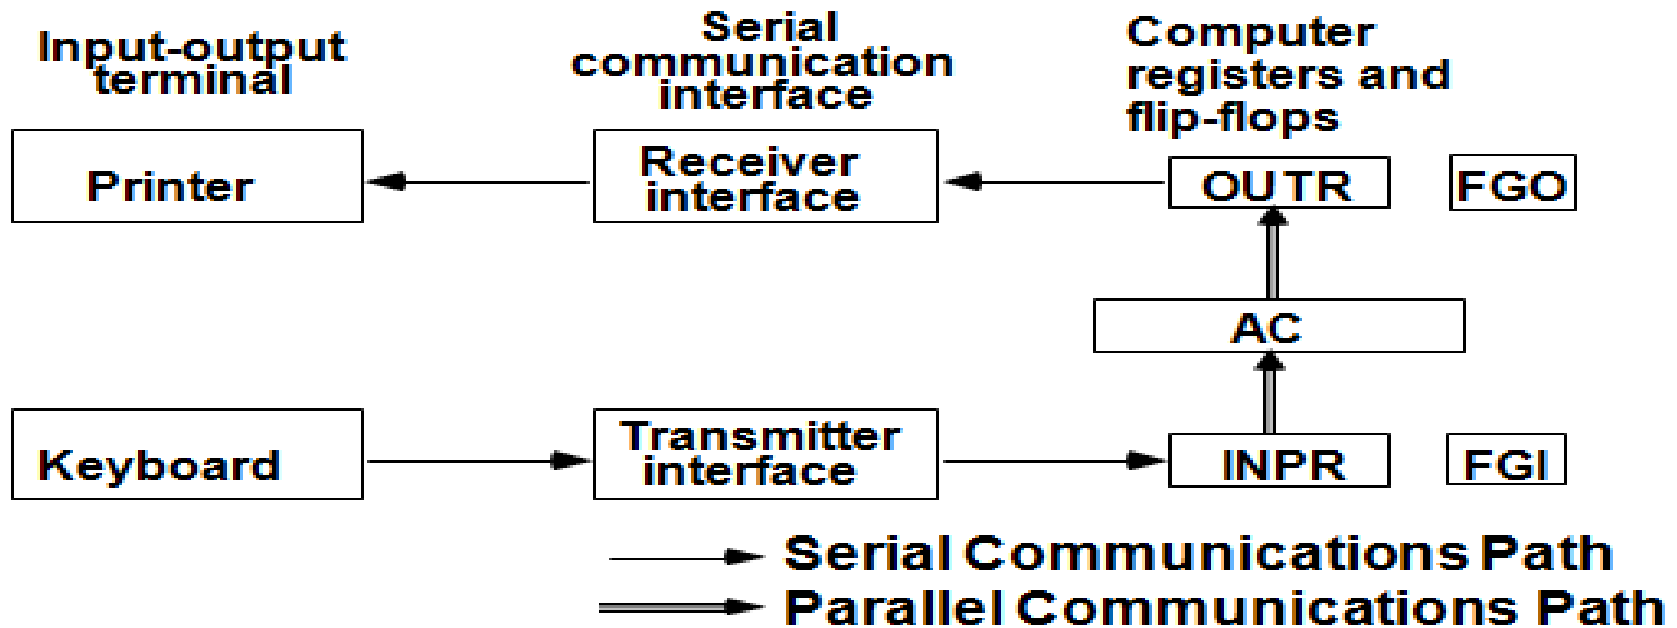 Input-output
terminal
Serial
communication
interface
Computer
registers and
flip-flops
Printer
Receiver
interface
OUTR
FGO
AC
Keyboard
Transmitter
interface
INPR
FGI
Serial Communications Path
Parallel Communications Path